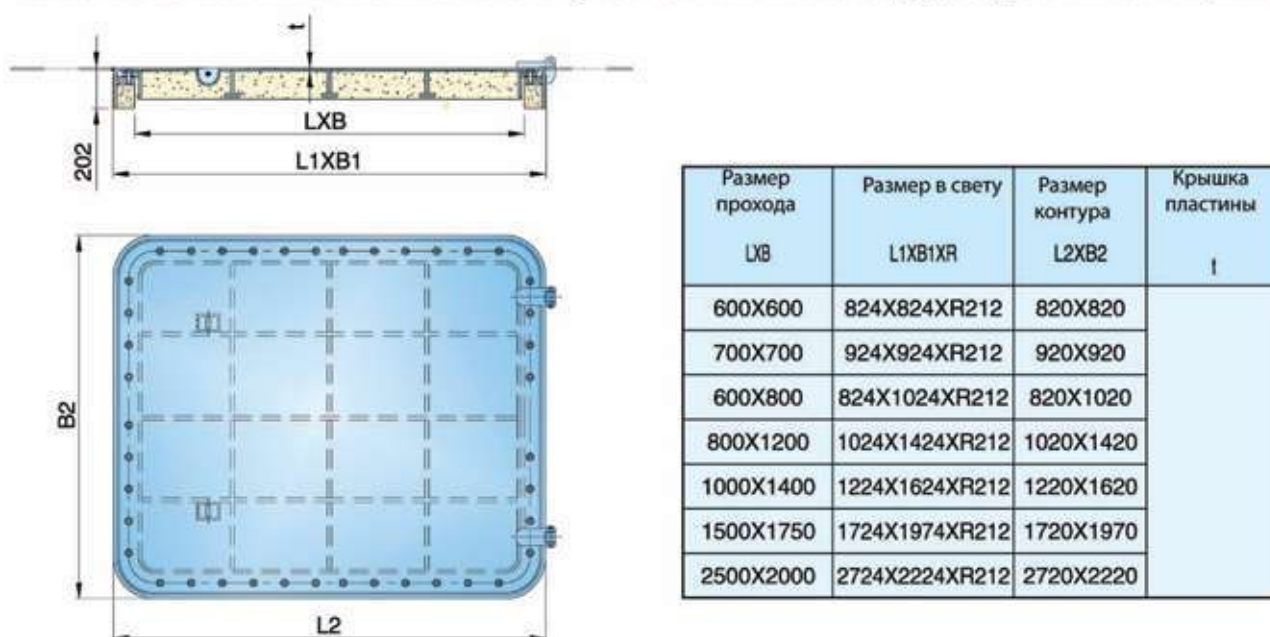 t
202
LXB
L1XB1
B2
L2
Размер прохода Размер в свету Размер контура Крышка пластины
LXB L1XB1XR L2XB2 t
600X600 824X824XR212 820X820
700X700 924X924XR212 920X920
600X800 824X1024XR212 820X1020
800X1200 1024X1424XR212 1020X1420
1000X1400 1224X1624XR212 1220X1620
1500X1750 1724X1974XR212 1720X1970
2500X2000 2724X2224XR212 2720X2220